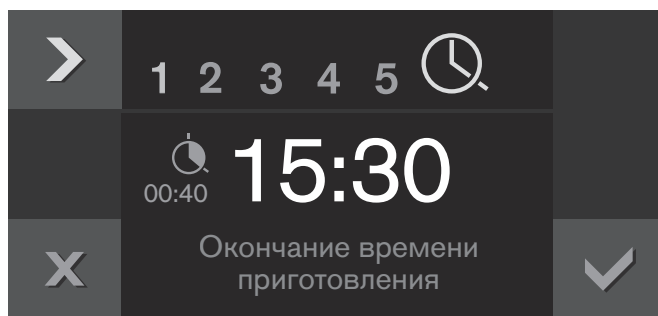 1 2 3 4 5
15:30
00:40
Окончание времени
приготовления